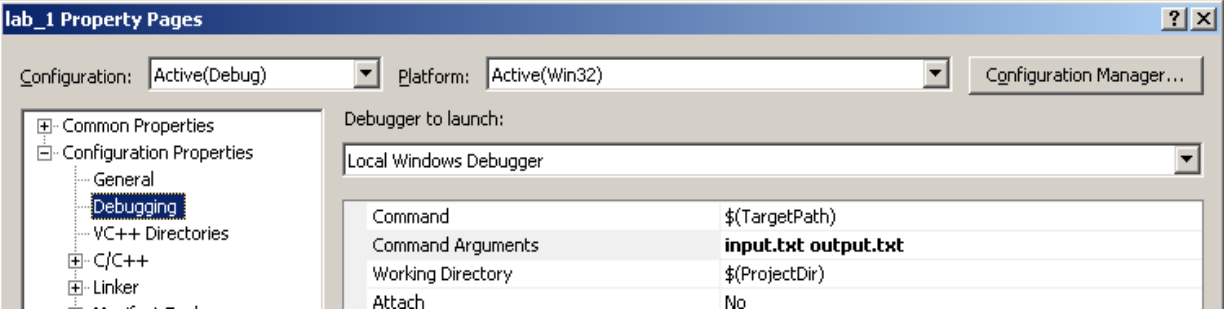 lab_1 Property Pages
Configuration: Active(Debug) Platform: Active(Win32) Configuration Manager...
Common Properties
Configuration Properties
General
Debugging
VC++ Directories
C/C++
Linker
Debugger to launch:
Local Windows Debugger
Command $(TargetPath)
Command Arguments input.txt output.txt
Working Directory $(ProjectDir)
Attach No